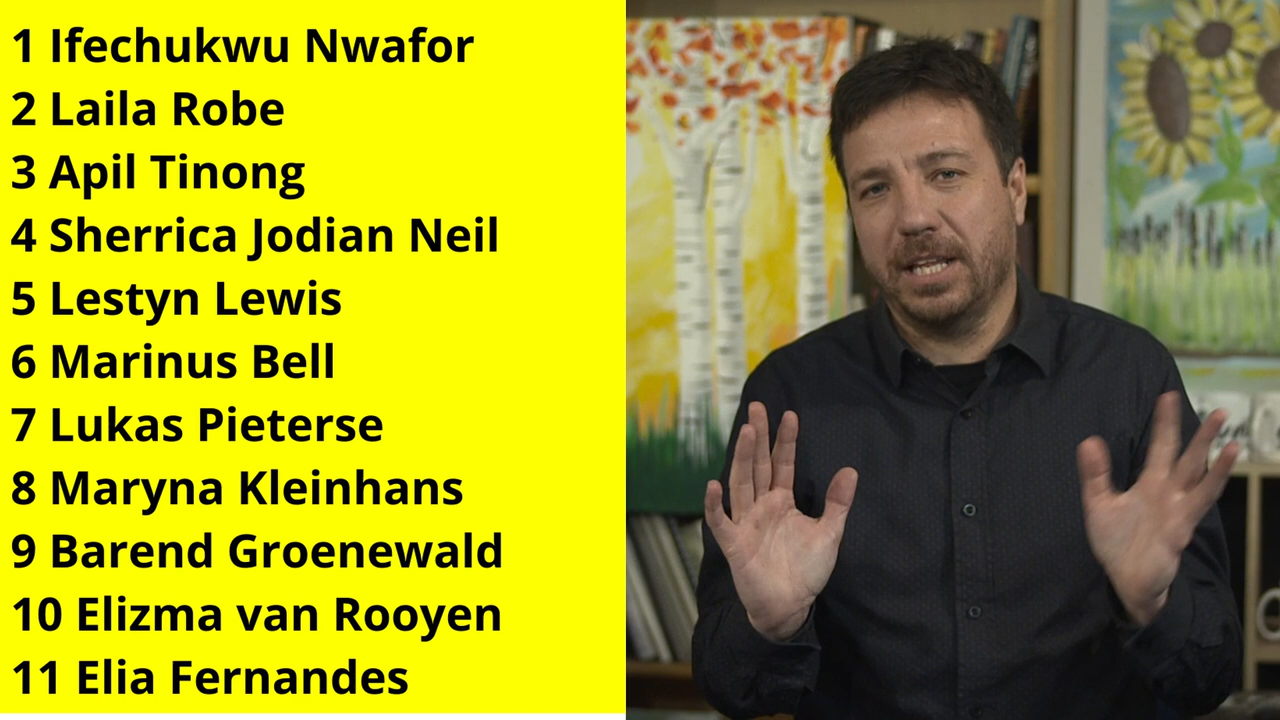 1 Ifechukwu Nwafor
2 Laila Robe
3 Apil Tinong
4 Sherrica Jodian Neil
5 Lestyn Lewis
6 Marinus Bell
7 Lukas Pieterse
8 Maryna Kleinhans
9 Barend Groenewald
10 Elizma van Rooyen
11 Elia Fernandes